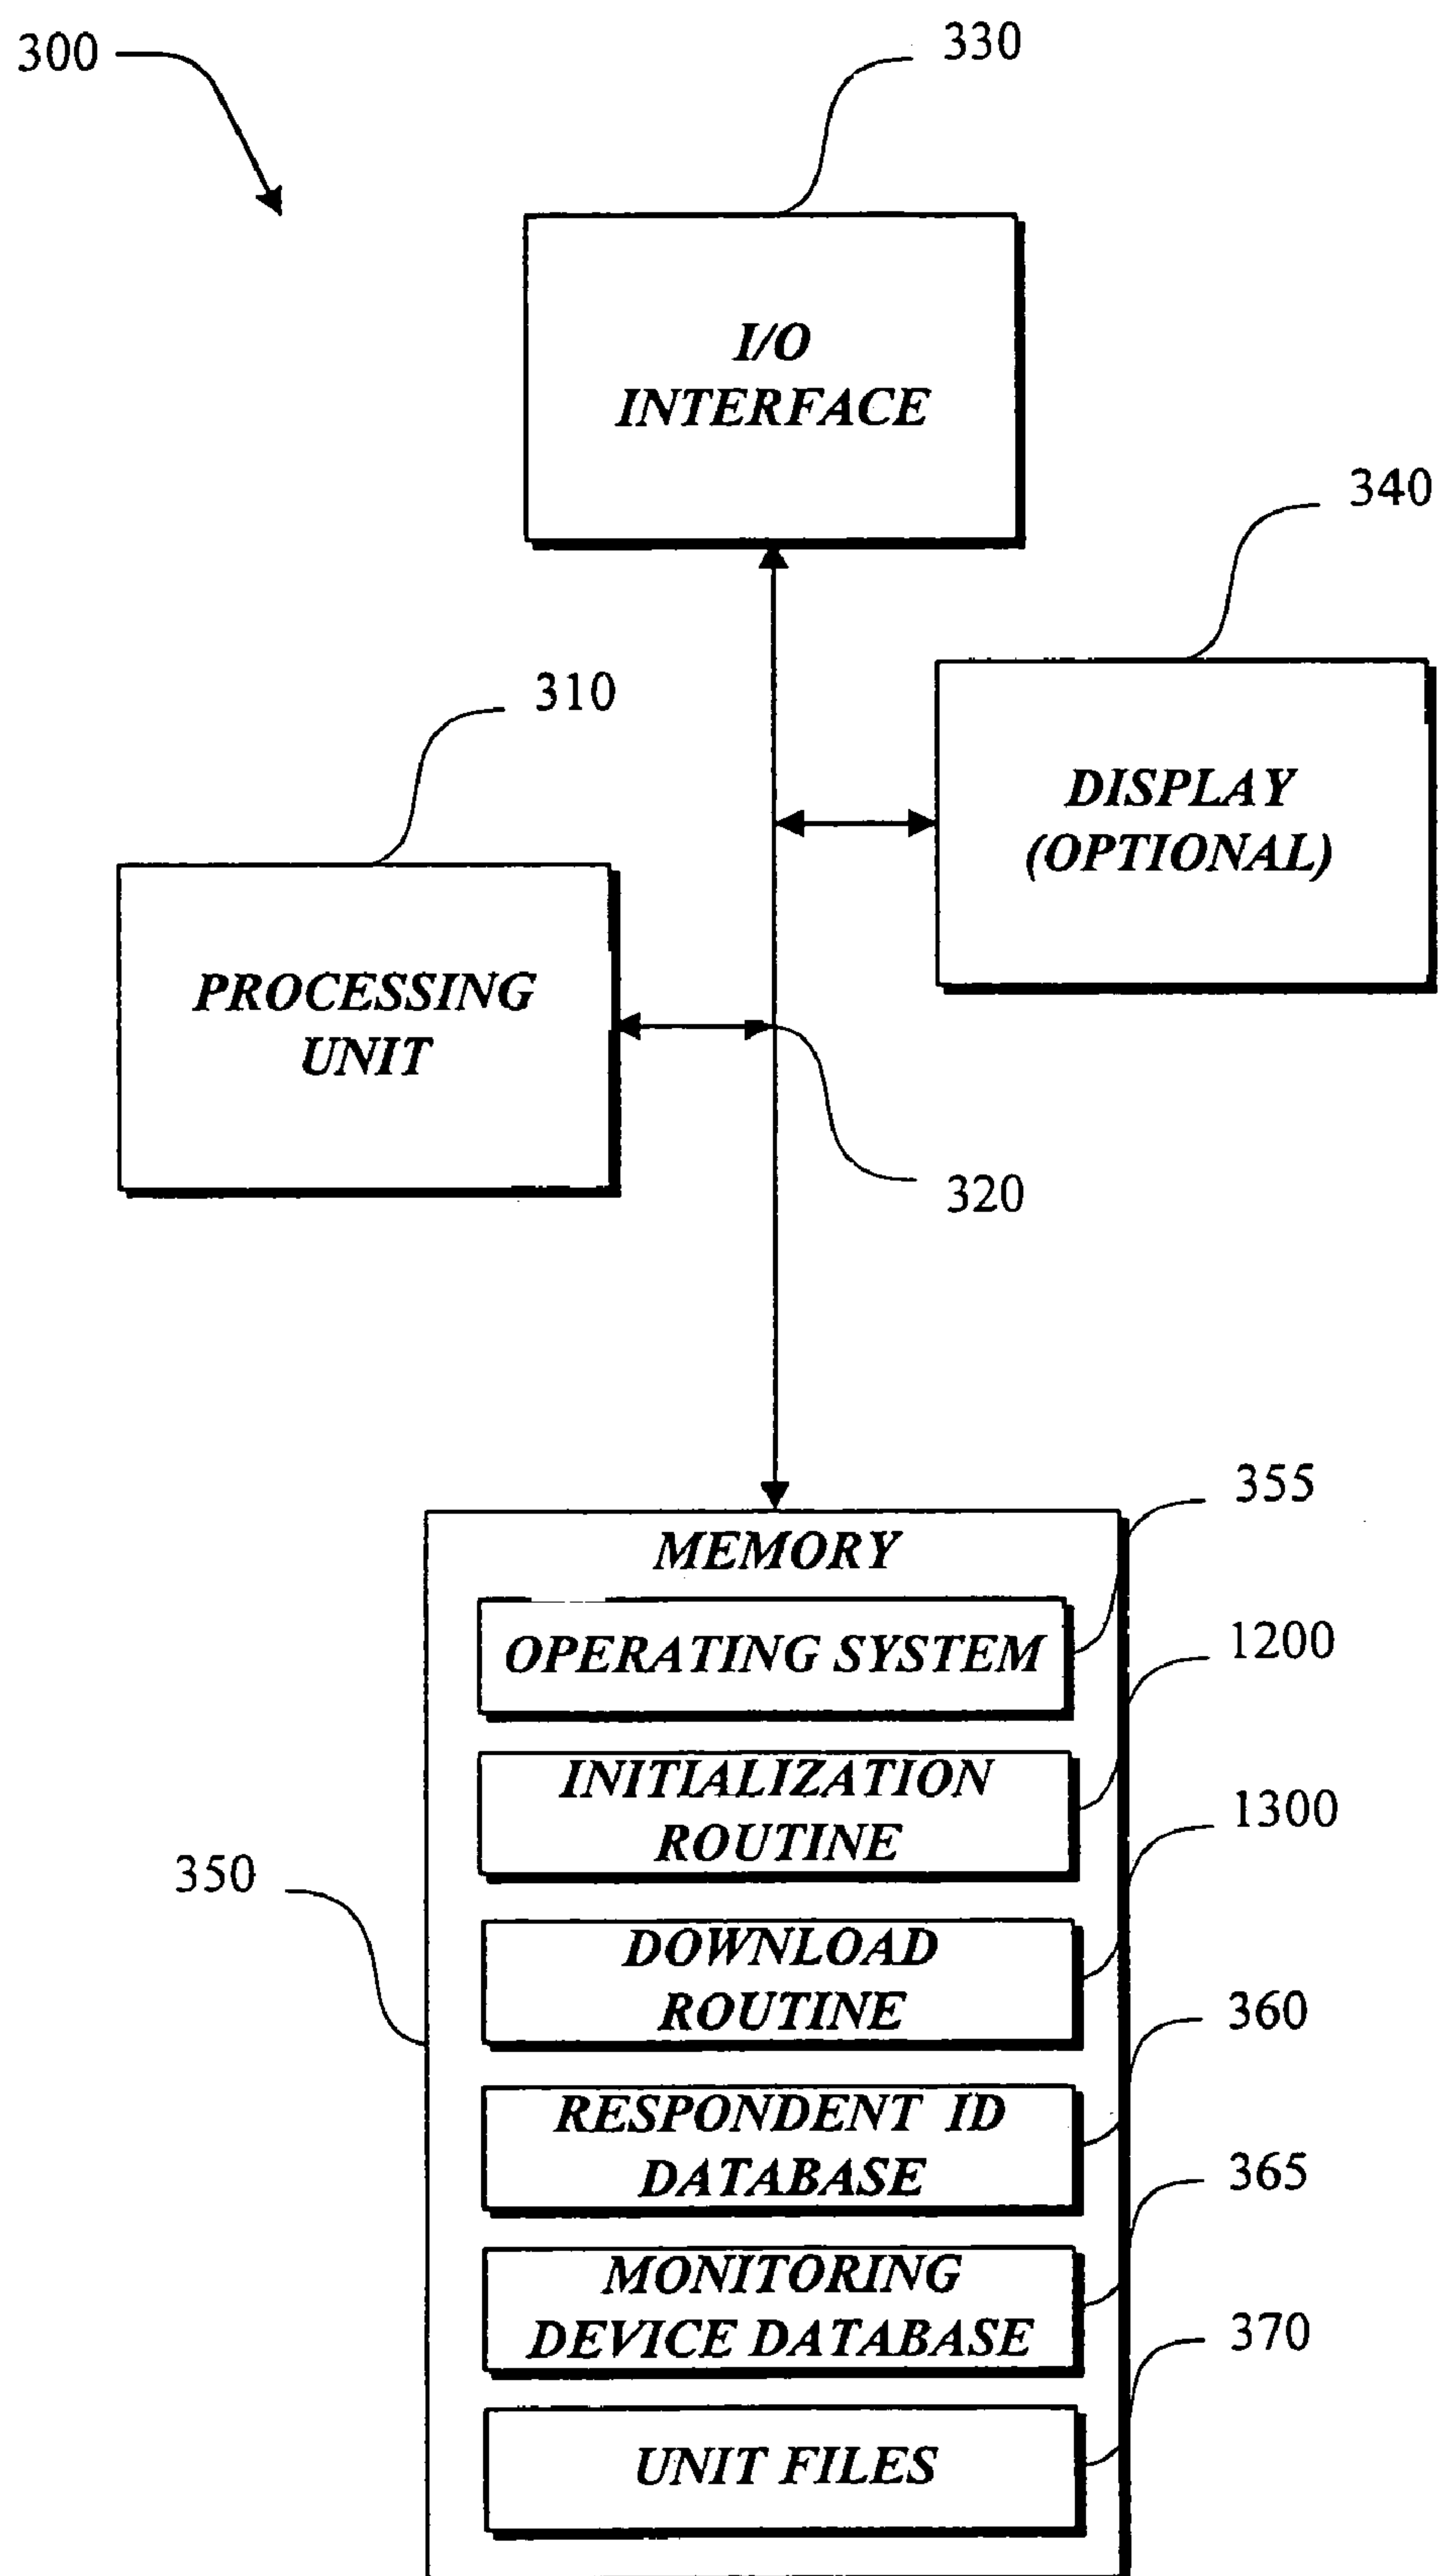 300
330
I/O
INTERFACE
340
310
DISPLAY
(OPTIONAL)
PROCESSING
UNIT
320
355
MEMORY
OPERATING SYSTEM
1200
INITIALIZATION
ROUTINE
1300
350
DOWNLOAD
ROUTINE
360
RESPONDENT ID
DATABASE
365
MONITORING
DEVICE DATABASE
370
UNIT FILES